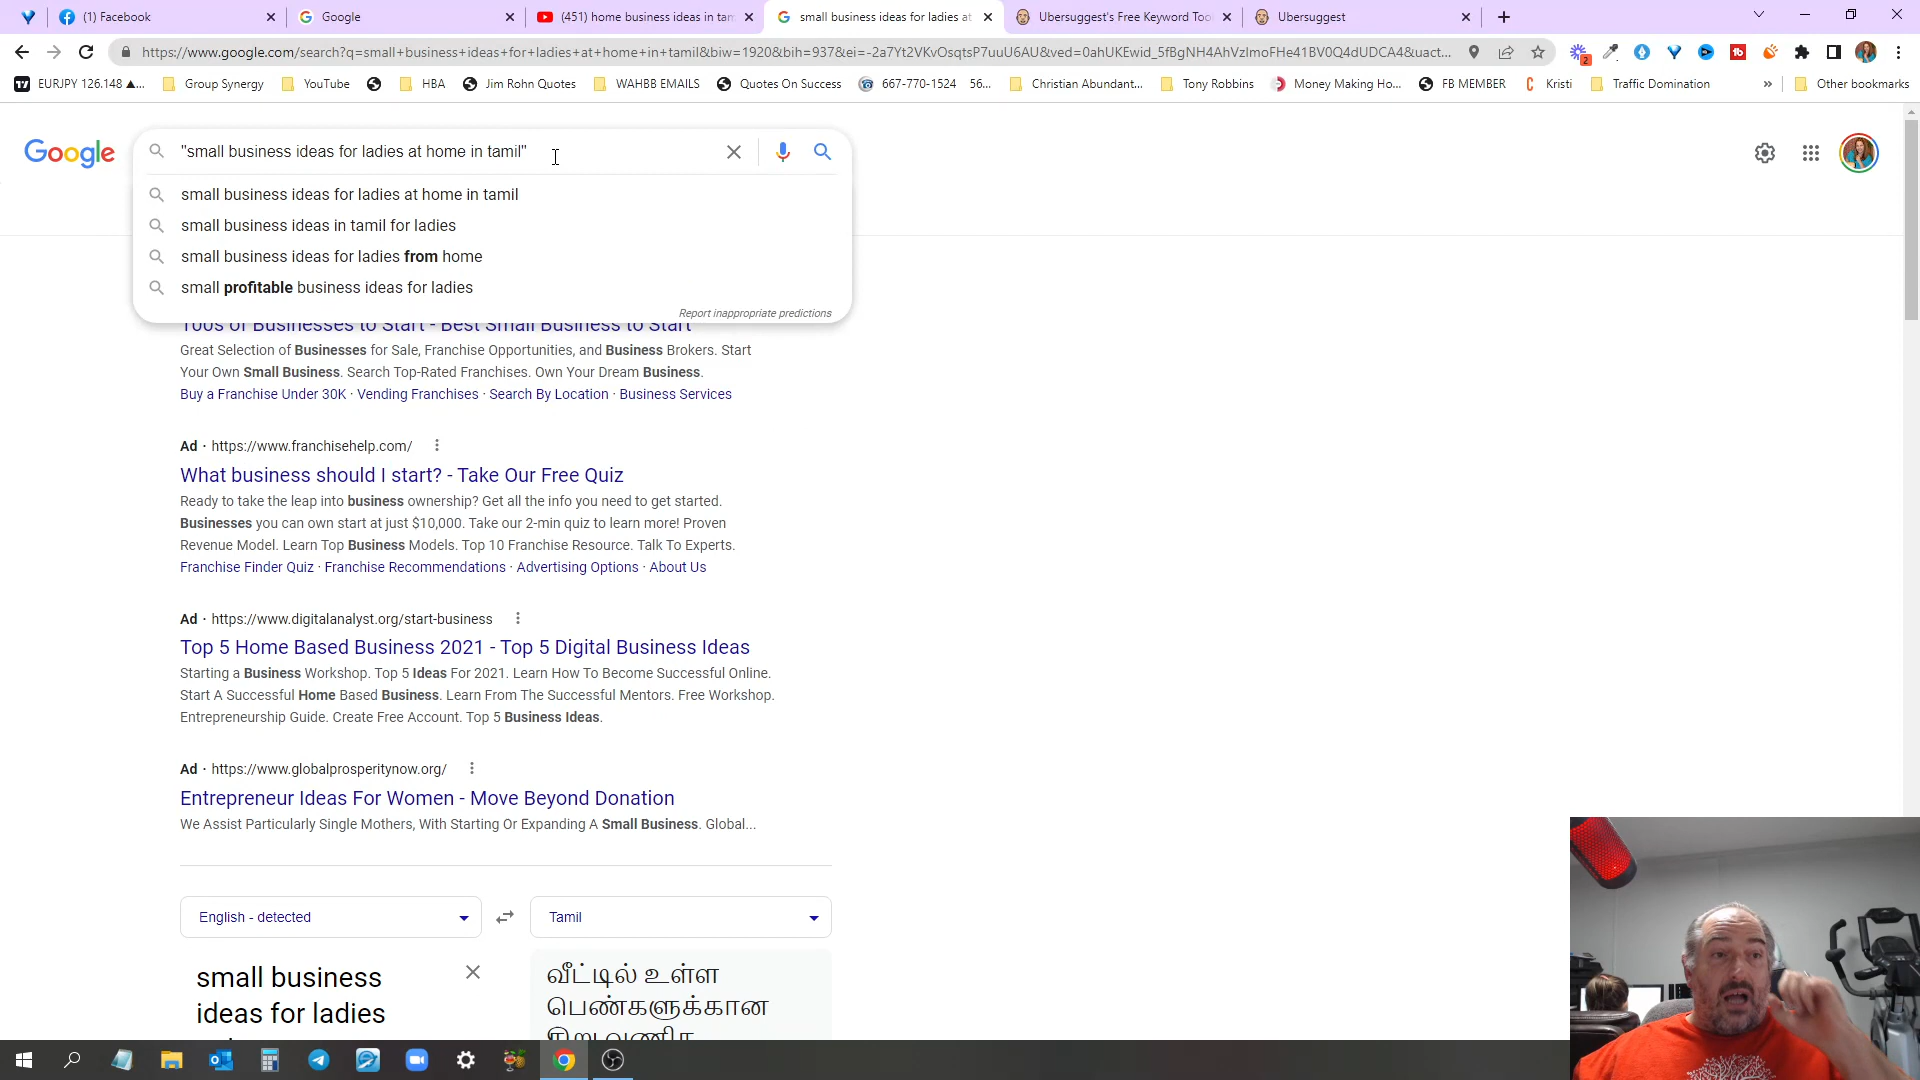 (1) Facebook
Google
(451) home business ideas in tam
small business ideas for ladies at
Ubersuggest's Free Keyword Tool
Ubersuggest
https://www.google.com/search?q=small+business+ideas+for+ladies+at+home+in+tamil&biw=1920&bih=937&ei=-2a7Yt2VKvOsqtsP7uuU6AU&ved=0ahUKEwid_5fBgNH4AhVzlmoFHe41BV0Q4dUDCA4&uact...
2
EURJPY 126.148 ▲...
Group Synergy
YouTube
HBA
Jim Rohn Quotes
WAHBB EMAILS
Quotes On Success
667-770-1524 56...
Christian Abundant...
Tony Robbins
Money Making Ho...
FB MEMBER
Kristi
Traffic Domination
»
Other bookmarks
Google
"small business ideas for ladies at home in tamil"
small business ideas for ladies at home in tamil
small business ideas in tamil for ladies
small business ideas for ladies from home
small profitable business ideas for ladies
Report inappropriate predictions
100s of Businesses to Start - Best Small Business to Start
Great Selection of Businesses for Sale, Franchise Opportunities, and Business Brokers. Start
Your Own Small Business. Search Top-Rated Franchises. Own Your Dream Business.
Buy a Franchise Under 30K · Vending Franchises · Search By Location · Business Services
Ad · https://www.franchisehelp.com/
What business should I start? - Take Our Free Quiz
Ready to take the leap into business ownership? Get all the info you need to get started.
Businesses you can own start at just $10,000. Take our 2-min quiz to learn more! Proven
Revenue Model. Learn Top Business Models. Top 10 Franchise Resource. Talk To Experts.
Franchise Finder Quiz · Franchise Recommendations · Advertising Options · About Us
Ad · https://www.digitalanalyst.org/start-business
Top 5 Home Based Business 2021 - Top 5 Digital Business Ideas
Starting a Business Workshop. Top 5 Ideas For 2021. Learn How To Become Successful Online.
Start A Successful Home Based Business. Learn From The Successful Mentors. Free Workshop.
Entrepreneurship Guide. Create Free Account. Top 5 Business Ideas.
Ad · https://www.globalprosperitynow.org/
Entrepreneur Ideas For Women - Move Beyond Donation
We Assist Particularly Single Mothers, With Starting Or Expanding A Small Business. Global...
English - detected
Tamil
small business
ideas for ladies
வீட்டில் உள்ள
பெண்களுக்கான
சிறுவணிக